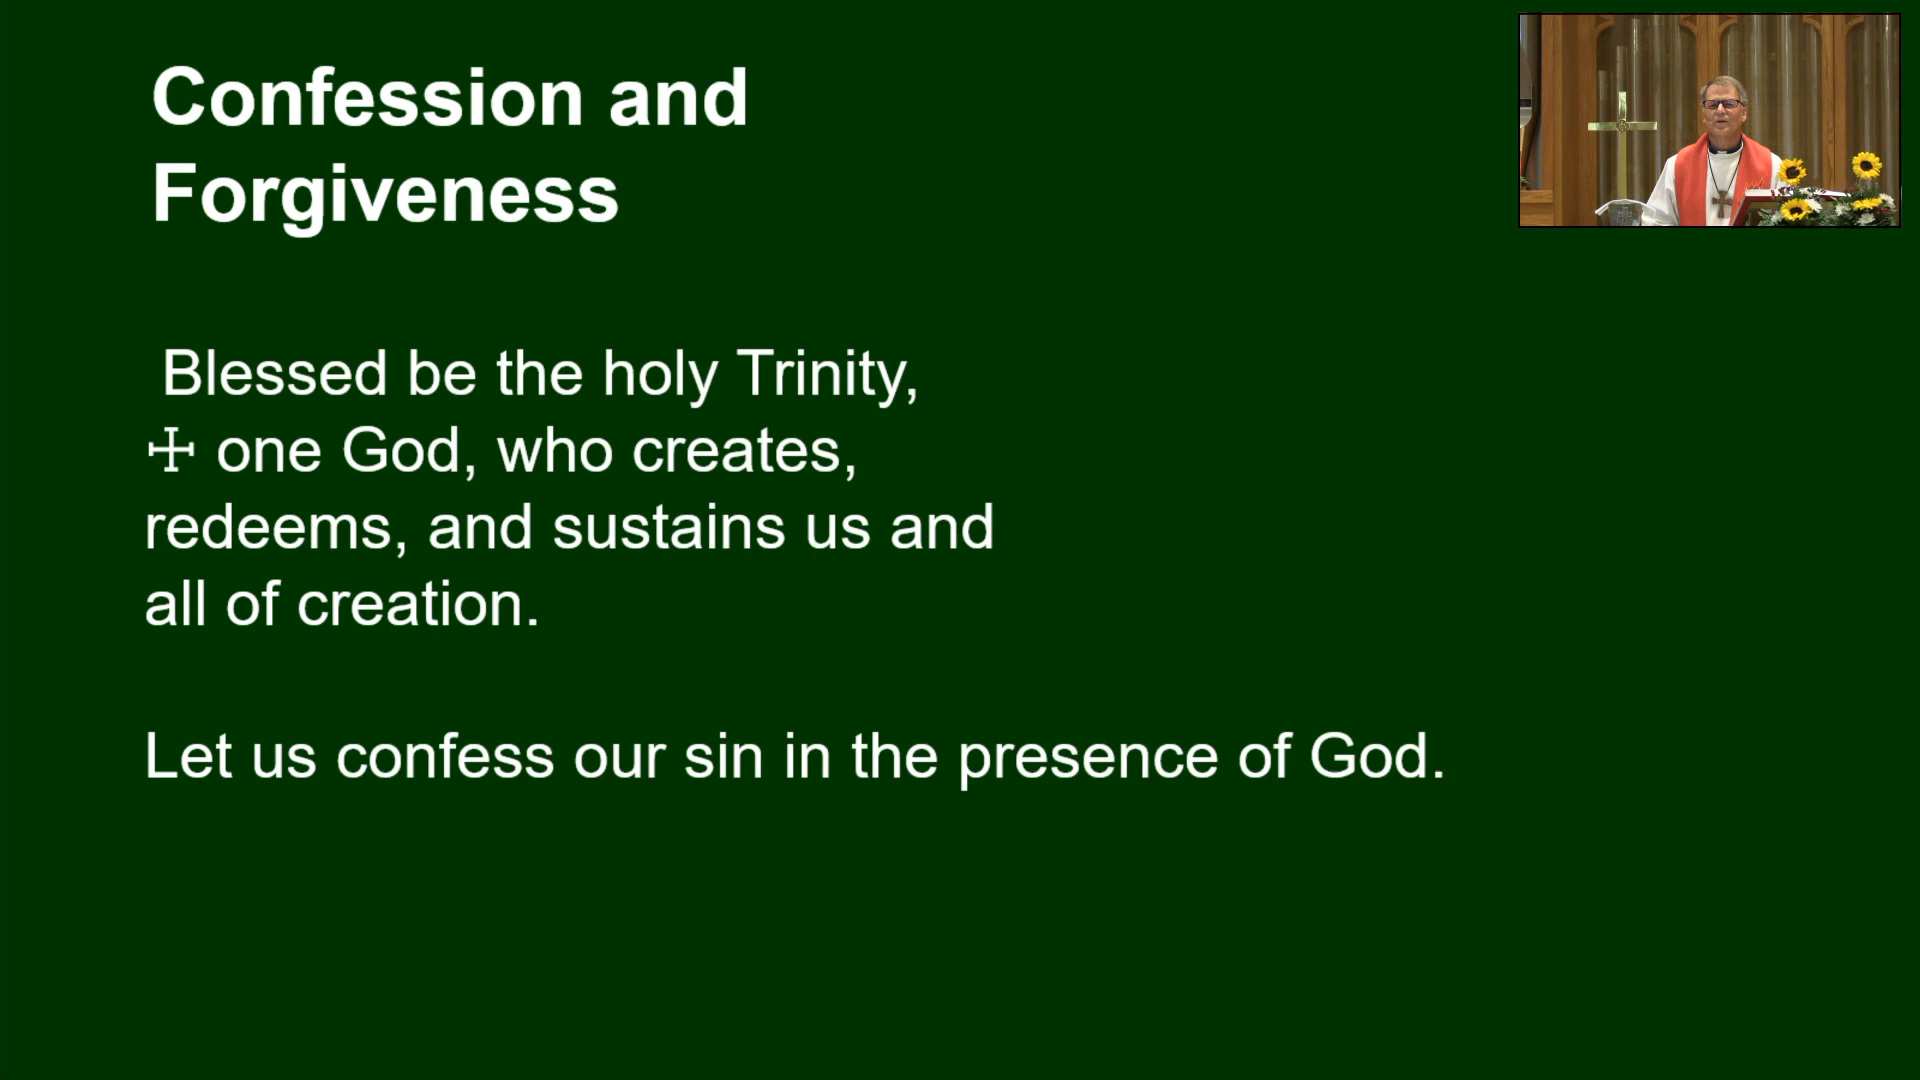 Confession and
Forgiveness
Blessed be the holy Trinity,
☩ one God, who creates,
redeems, and sustains us and
all of creation.
Let us confess our sin in the presence of God.